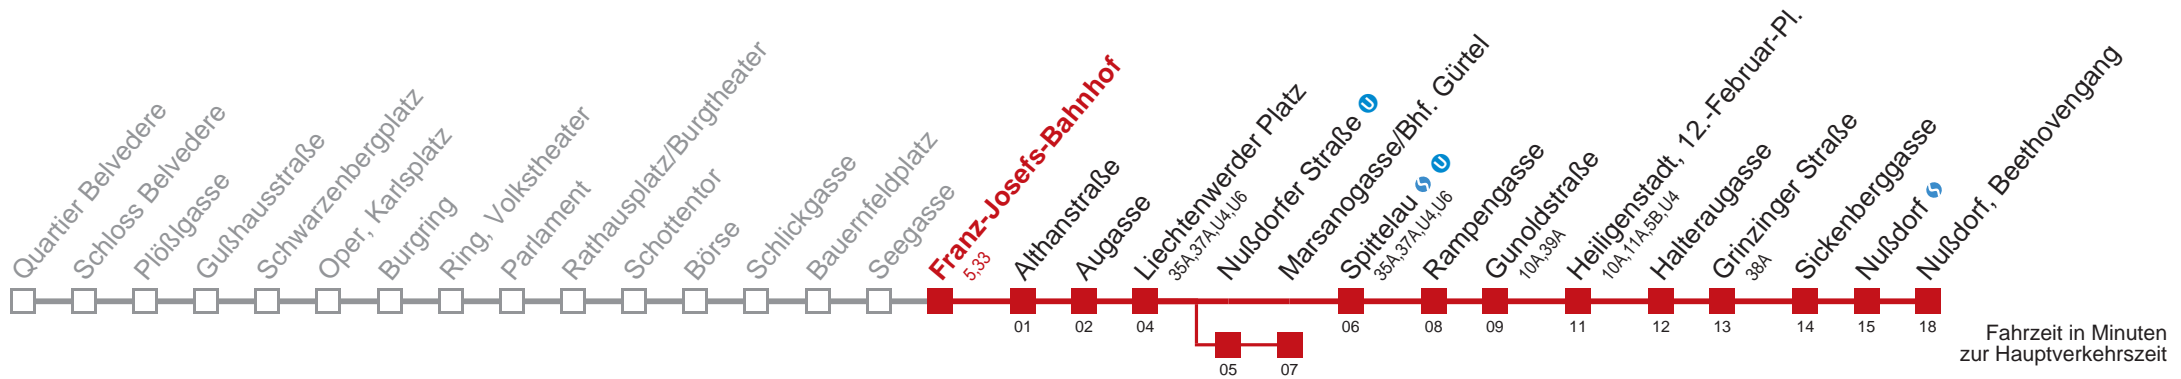 Quartier Belvedere
Schloss Belvedere
Plößlgasse
Gußhausstraße
Schwarzenbergplatz
Oper, Karlsplatz
Burgring
Ring, Volkstheater
Parlament
Rathausplatz/Burgtheater
Schottentor
Börse
Schlickgasse
Bauernfeldplatz
Seegasse
Franz-Josefs-Bahnhof
5,33
Althanstraße
Augasse
Liechtenwerder Platz
35A,37A,U4,U6
Nußdorfer Straße U
Marsanogasse/Bhf. Gürtel
Spittelau S U
35A,37A,U4,U6
Rampengasse
Gunoldstraße
10A,39A
Heiligenstadt, 12.-Februar-Pl.
10A,11A,5B,U4
Halteraugasse
Grinzinger Straße
38A
Sickenberggasse
Nußdorf S
Nußdorf, Beethovengang
01 02 04 06 08 09 11 12 13 14 15 18
05 07
Fahrzeit in Minuten
zur Hauptverkehrszeit